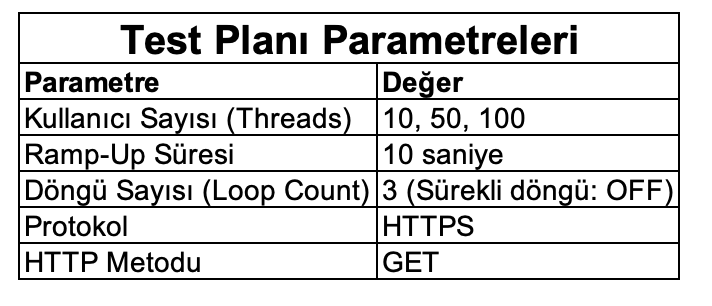 Test Planı Parametreleri
Parametre Değer
Kullanıcı Sayısı (Threads) 10, 50, 100
Ramp-Up Süresi 10 saniye
Döngü Sayısı (Loop Count) 3 (Sürekli döngü: OFF)
Protokol HTTPS
HTTP Metodu GET